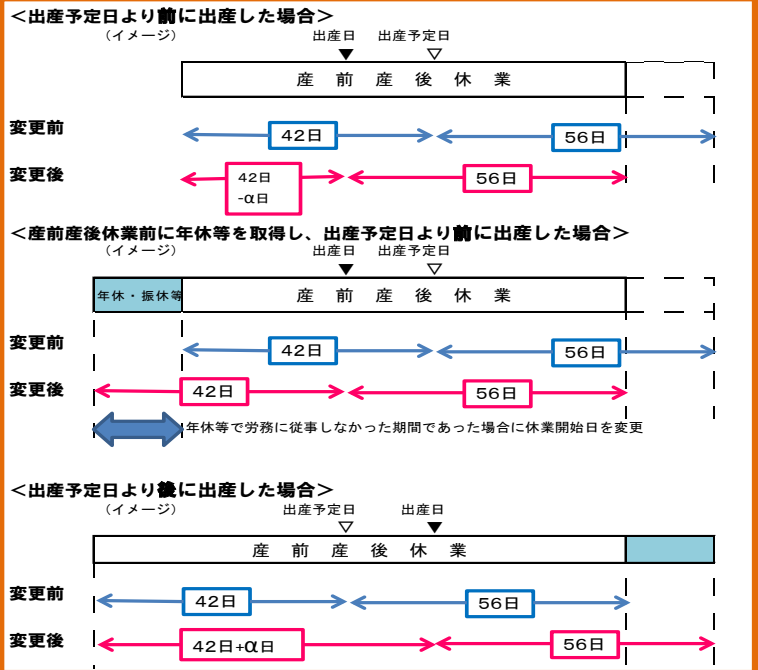 ＜出産予定日より前に出産した場合＞
（イメージ）
出産日　出産予定日
▼　▽
産　前　産　後　休　業
変更前
42日　56日
変更後
42日
-α日
56日
＜産前産後休業前に年休等を取得し、出産予定日より前に出産した場合＞
（イメージ）
出産日　出産予定日
▼　▽
年休・振休等　産　前　産　後　休　業
変更前
42日　56日
変更後
42日　56日
年休等で労務に従事しなかった期間であった場合に休業開始日を変更
＜出産予定日より後に出産した場合＞
（イメージ）
出産予定日　出産日
▽　▼
産　前　産　後　休　業
変更前
42日　56日
変更後
42日+α日　56日